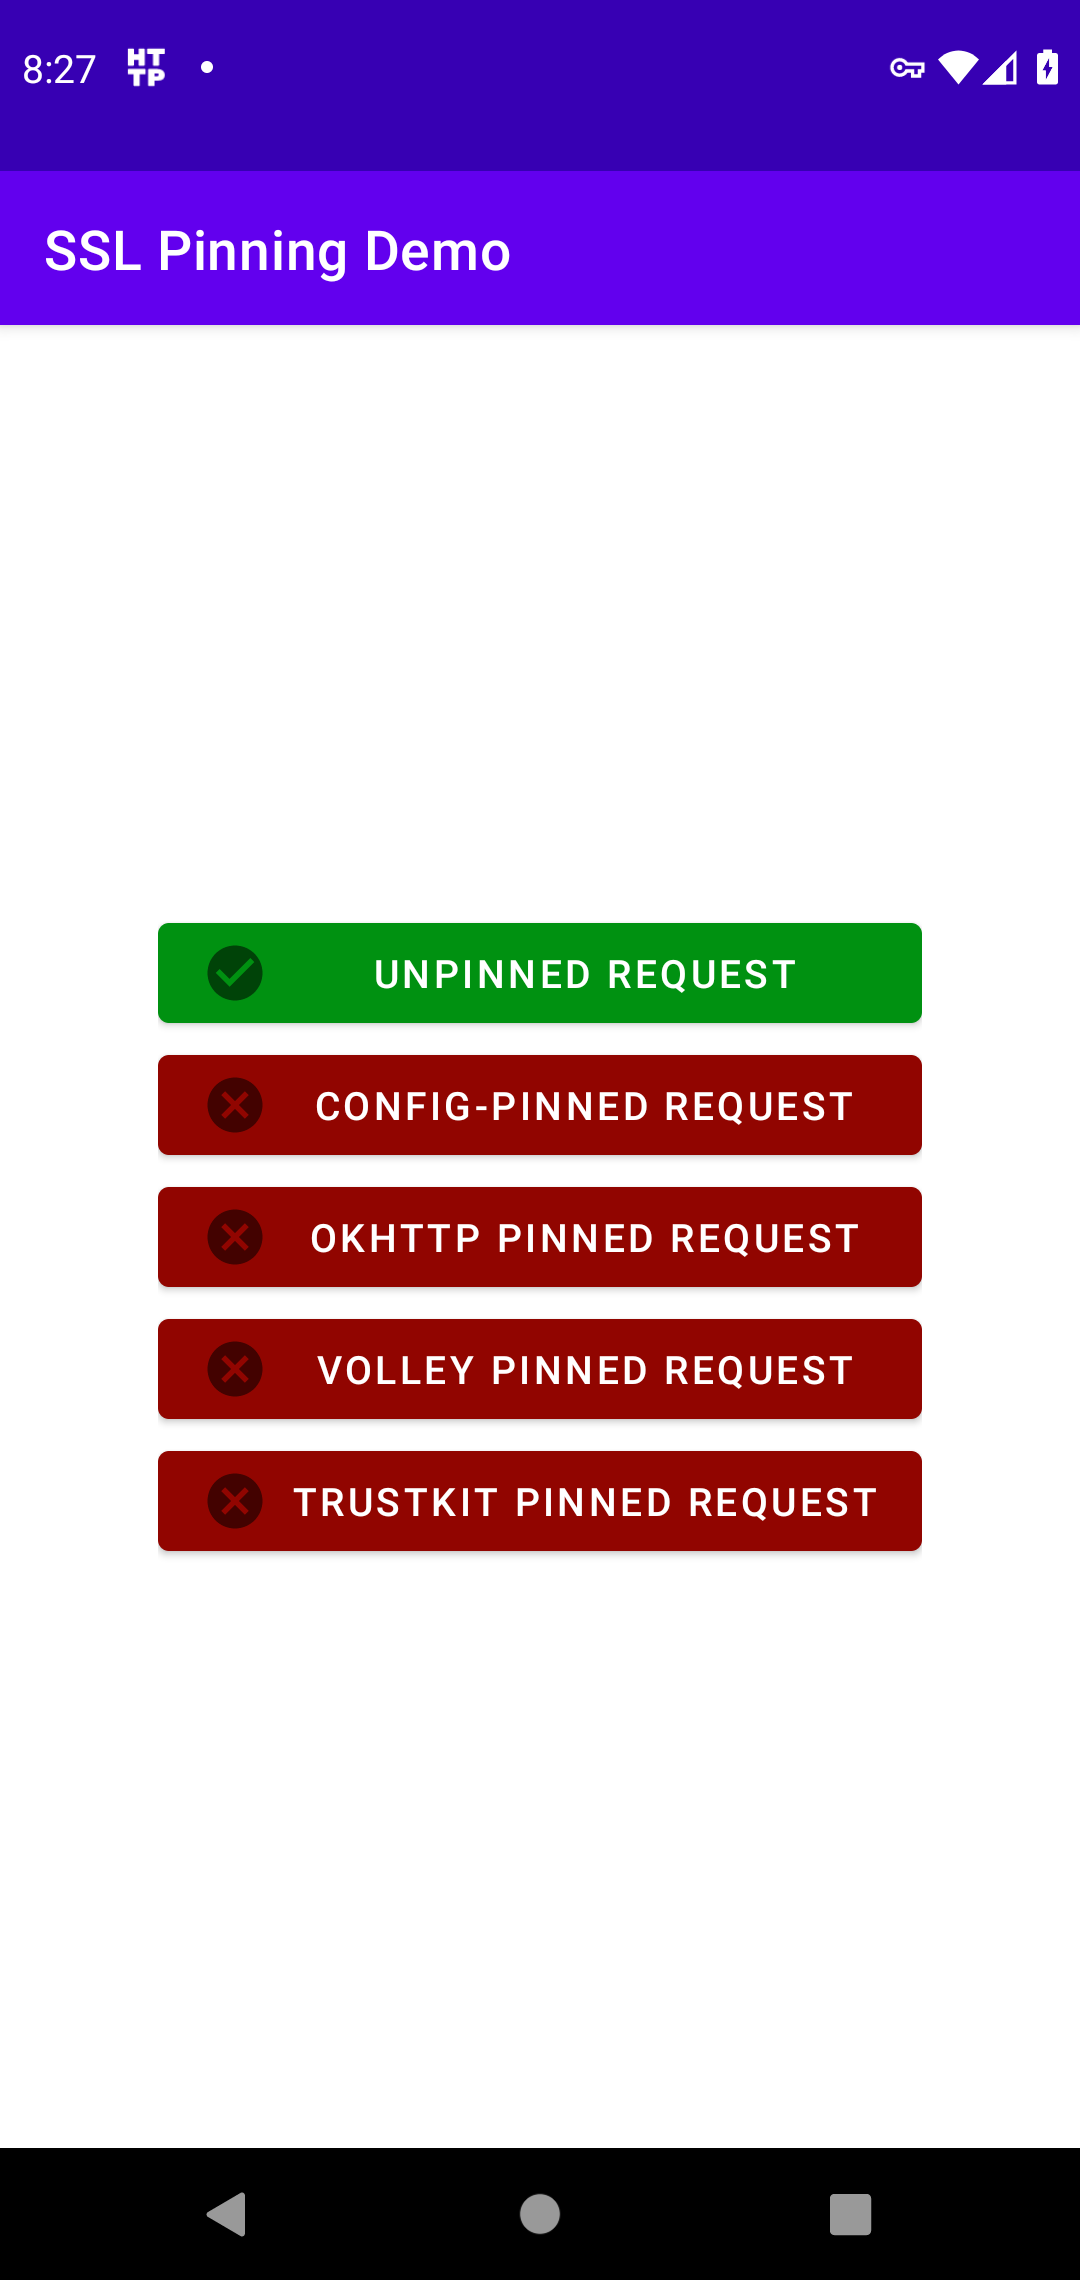 8:27 HTTP
SSL Pinning Demo
UNPINNED REQUEST
CONFIG-PINNED REQUEST
OKHTTP PINNED REQUEST
VOLLEY PINNED REQUEST
TRUSTKIT PINNED REQUEST